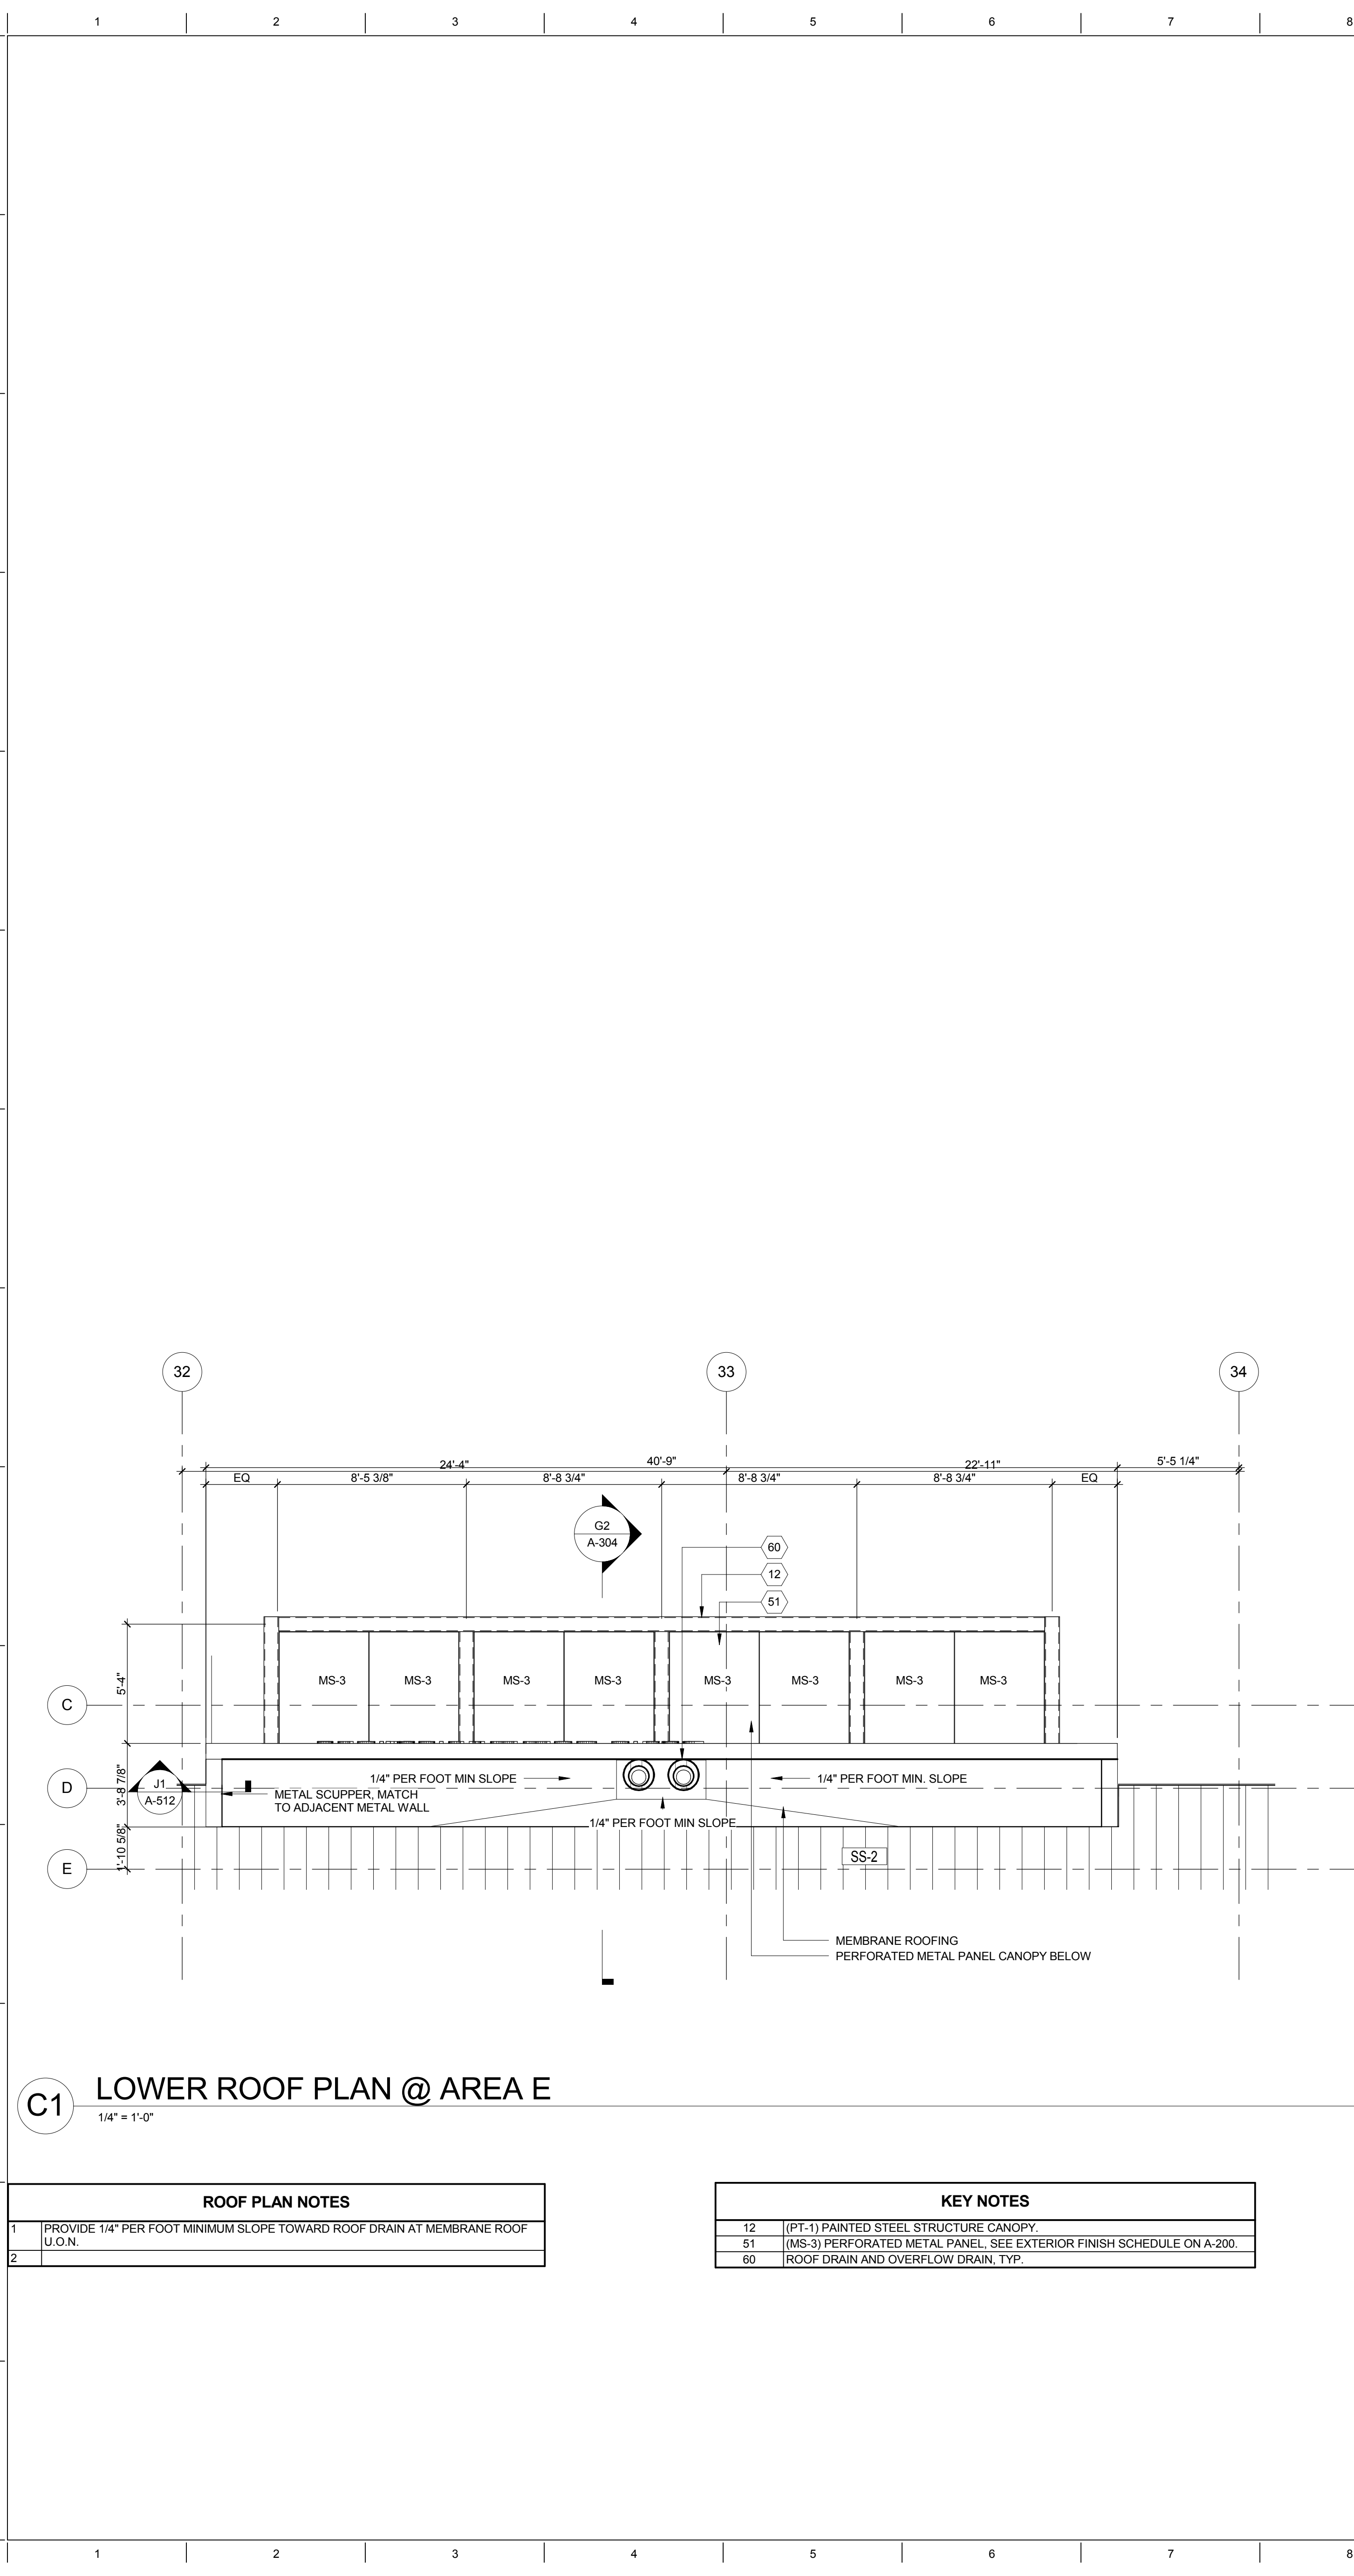 1 2 3 4 5 6 7 8
32 33 34
40'-9" 5'-5 1/4"
24'-4" 22'-11"
EQ 8'-5 3/8" 8'-8 3/4" 8'-8 3/4" 8'-8 3/4" EQ
G2
A-304
60
12
51
5'-4"
MS-3 MS-3 MS-3 MS-3 MS-3 MS-3 MS-3 MS-3
C
3'-8 7/8"
D
J1
A-512
1/4" PER FOOT MIN SLOPE
1/4" PER FOOT MIN. SLOPE
METAL SCUPPER, MATCH
TO ADJACENT METAL WALL
1/4" PER FOOT MIN SLOPE
1'-10 5/8"
SS-2
E
MEMBRANE ROOFING
PERFORATED METAL PANEL CANOPY BELOW
C1
LOWER ROOF PLAN @ AREA E
1/4" = 1'-0"
ROOF PLAN NOTES
1 PROVIDE 1/4" PER FOOT MINIMUM SLOPE TOWARD ROOF DRAIN AT MEMBRANE ROOF
U.O.N.
2
KEY NOTES
12 (PT-1) PAINTED STEEL STRUCTURE CANOPY.
51 (MS-3) PERFORATED METAL PANEL, SEE EXTERIOR FINISH SCHEDULE ON A-200.
60 ROOF DRAIN AND OVERFLOW DRAIN, TYP.
1 2 3 4 5 6 7 8